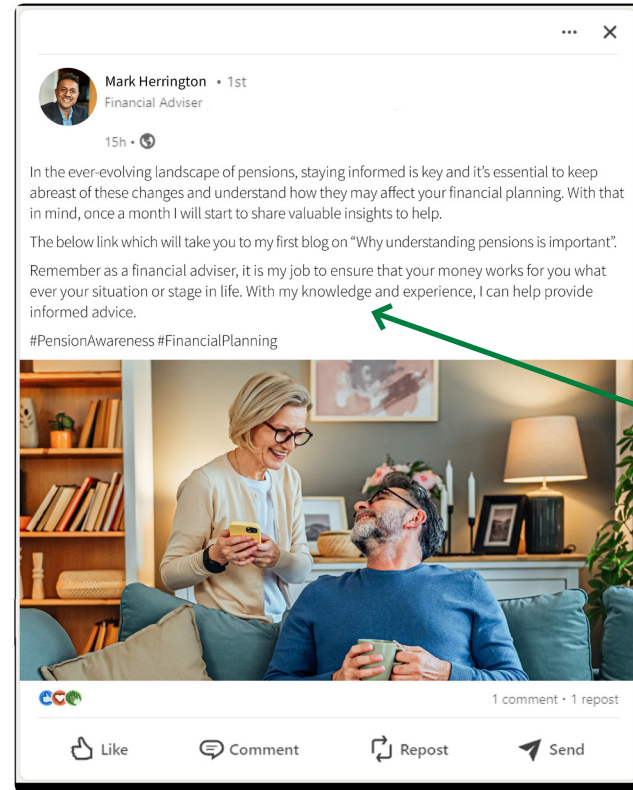 Mark Herrington • 1st
Financial Adviser
15h •
In the ever-evolving landscape of pensions, staying informed is key and it's essential to keep
abreast of these changes and understand how they may affect your financial planning. With that
in mind, once a month I will start to share valuable insights to help.
The below link which will take you to my first blog on “Why understanding pensions is important”.
Remember as a financial adviser, it is my job to ensure that your money works for you what
ever your situation or stage in life. With my knowledge and experience, I can help provide
informed advice.
#PensionAwareness #FinancialPlanning
1 comment • 1 repost
Like Comment Repost Send